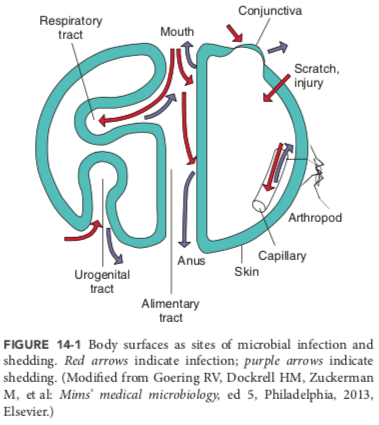 Conjunctiva
Respiratory
tract
Mouth
Scratch,
injury
Arthropod
Capillary
Anus
Skin
Urogenital
tract
Alimentary
tract
FIGURE 14-1 Body surfaces as sites of microbial infection and
shedding. Red arrows indicate infection; purple arrows indicate
shedding. (Modified from Goering RV, Dockrell HM, Zuckerman
M, et al: Mims' medical microbiology, ed 5, Philadelphia, 2013,
Elsevier.)